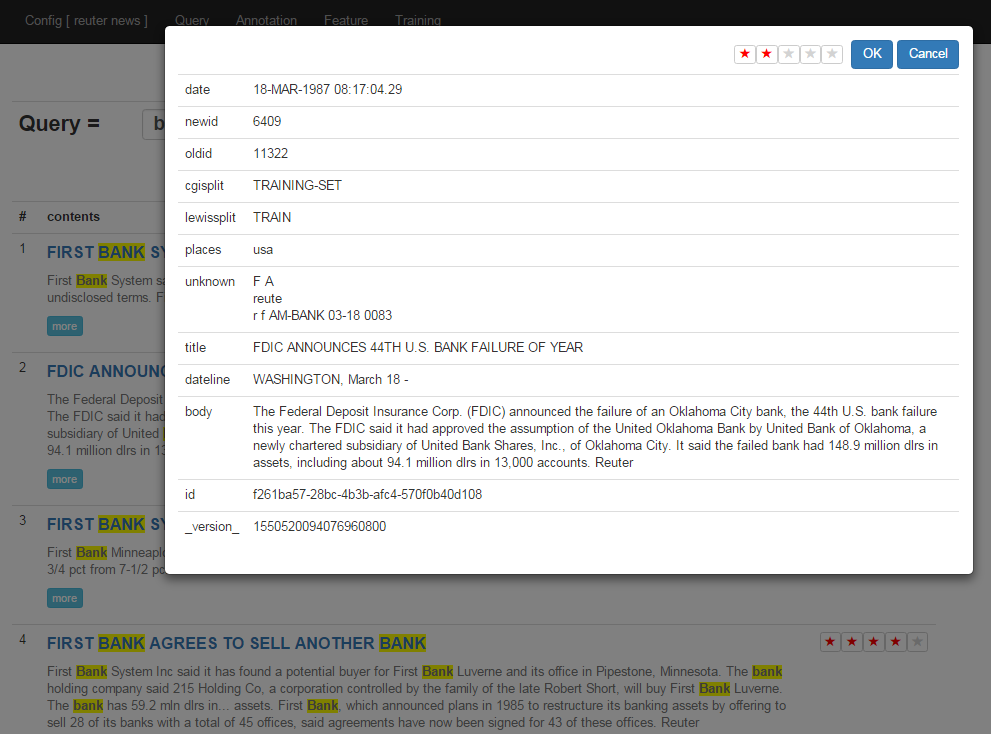 Config [ reuter news ] Query Annotation Feature Training
OK Cancel
date 18-MAR-1987 08:17:04.29
newid 6409
oldid 11322
cgisplit TRAINING-SET
lewissplit TRAIN
places usa
unknown F A
reute
r f AM-BANK 03-18 0083
title FDIC ANNOUNCES 44TH U.S. BANK FAILURE OF YEAR
dateline WASHINGTON, March 18 -
body The Federal Deposit Insurance Corp. (FDIC) announced the failure of an Oklahoma City bank, the 44th U.S. bank failure
this year. The FDIC said it had approved the assumption of the United Oklahoma Bank by United Bank of Oklahoma, a
newly chartered subsidiary of United Bank Shares, Inc., of Oklahoma City. It said the failed bank had 148.9 million dlrs in
assets, including about 94.1 million dlrs in 13,000 accounts. Reuter
id f261ba57-28bc-4b3b-afc4-570f0b40d108
_version_ 1550520094076960800
Query = b
# contents
1 FIRST BANK SY
First Bank System sa
undisclosed terms. F
more
2 FDIC ANNOUNC
The Federal Deposit
The FDIC said it had
subsidiary of United
94.1 million dlrs in 13
more
3 FIRST BANK SY
First Bank Minneapl
3/4 pct from 7-1/2 pc
more
4 FIRST BANK AGREES TO SELL ANOTHER BANK
First Bank System Inc said it has found a potential buyer for First Bank Luverne and its office in Pipestone, Minnesota. The bank
holding company said 215 Holding Co, a corporation controlled by the family of the late Robert Short, will buy First Bank Luverne.
The bank has 59.2 mln dlrs in... assets. First Bank, which announced plans in 1985 to restructure its banking assets by offering to
sell 28 of its banks with a total of 45 offices, said agreements have now been signed for 43 of these offices. Reuter